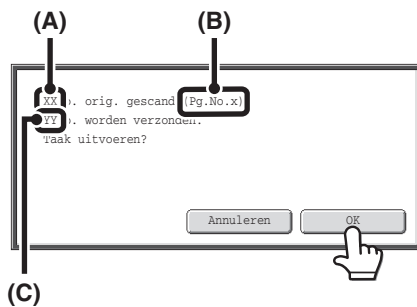 (A) (B)
XX p. orig. gescand (Pg.No.x)
YY p. worden verzonden.
Taak uitvoeren?
Annuleren OK
(C)